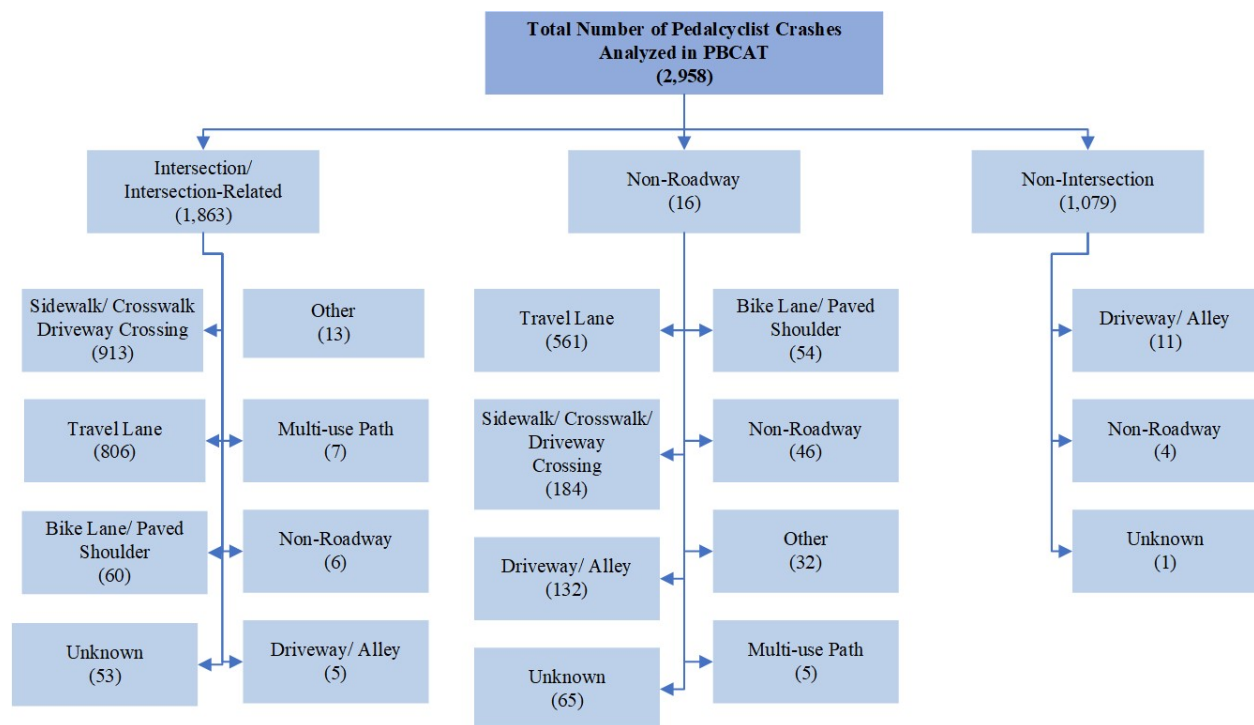 Total Number of Pedalcyclist Crashes
Analyzed in PBCAT
(2,958)
Intersection/
Intersection-Related
(1,863)
Non-Roadway
(16)
Non-Intersection
(1,079)
Sidewalk/ Crosswalk
Driveway Crossing
(913)
Other
(13)
Travel Lane
(806)
Multi-use Path
(7)
Bike Lane/ Paved
Shoulder
(60)
Non-Roadway
(6)
Unknown
(53)
Driveway/ Alley
(5)
Travel Lane
(561)
Bike Lane/ Paved
Shoulder
(54)
Sidewalk/ Crosswalk/
Driveway
Crossing
(184)
Non-Roadway
(46)
Driveway/ Alley
(132)
Other
(32)
Unknown
(65)
Multi-use Path
(5)
Driveway/ Alley
(11)
Non-Roadway
(4)
Unknown
(1)